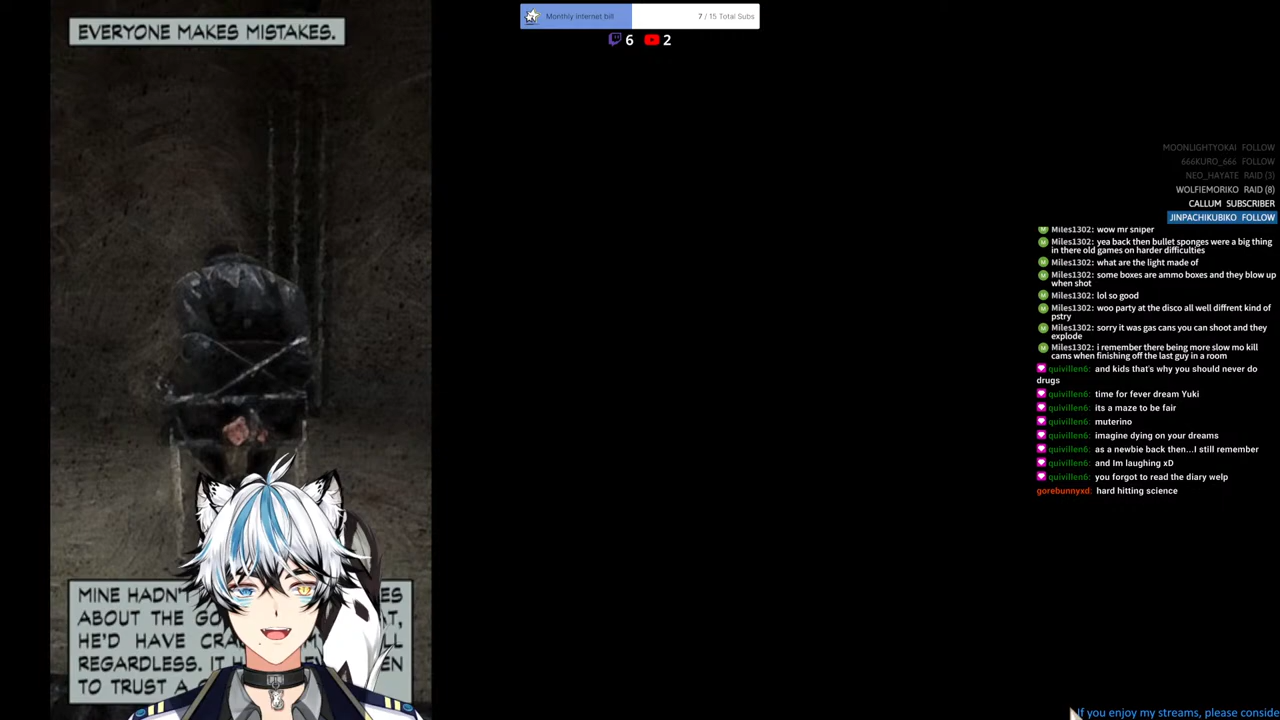 EVERYONE MAKES MISTAKES.
Monthly internet bill 7 / 15 Total Subs
6 2
MOONLIGHTYOKAI FOLLOW
666KURO_666 FOLLOW
NEO_HAYATE RAID (3)
WOLFIEMORIKO RAID (8)
CALLUM SUBSCRIBER
JINPACHIKUBIKO FOLLOW
Miles1302: wow mr sniper
Miles1302: yea back then bullet sponges were a big thing
in there old games on harder difficulties
Miles1302: what are the light made of
Miles1302: some boxes are ammo boxes and they blow up
when shot
Miles1302: lol so good
Miles1302: woo party at the disco all well diffrent kind of
pstry
Miles1302: sorry it was gas cans you can shoot and they
explode
Miles1302: i remember there being more slow mo kill
cams when finishing off the last guy in a room
quivillen6: and kids that's why you should never do
drugs
quivillen6: time for fever dream Yuki
quivillen6: its a maze to be fair
quivillen6: muterino
quivillen6: imagine dying on your dreams
quivillen6: as a newbie back then...I still remember
quivillen6: and Im laughing xD
quivillen6: you forgot to read the diary welp
gorebunnyxd: hard hitting science
MINE HADN'T
ABOUT THE
HE'D HAVE
REGARDLESS. IT
TO TRUST A
If you enjoy my streams, please conside